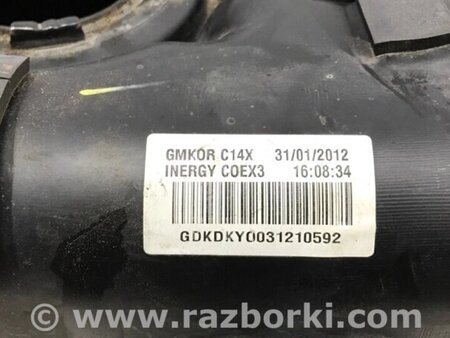 GMKOR C14X 31/01/2012
INERGY COEX3 16:08:34
GDKDKY0031210592
© www.razborki.com